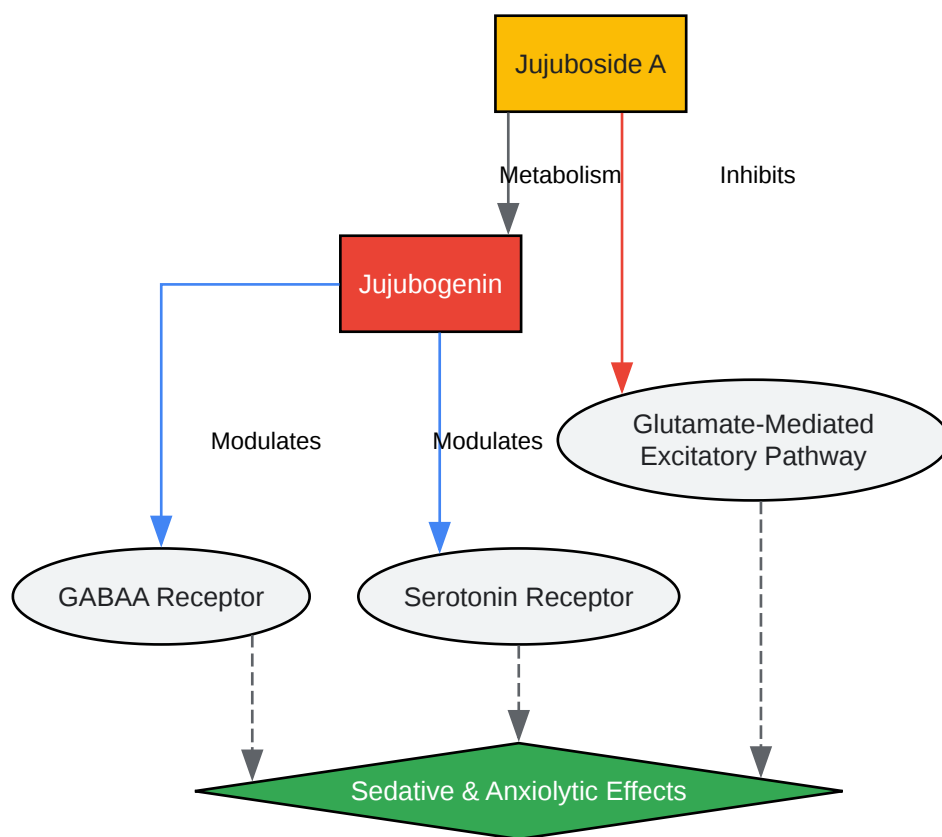 Jujuboside A
Metabolism
Inhibits
Jujubogenin
Glutamate-Mediated
Excitatory Pathway
Modulates
Modulates
GABAA Receptor
Serotonin Receptor
Sedative & Anxiolytic Effects